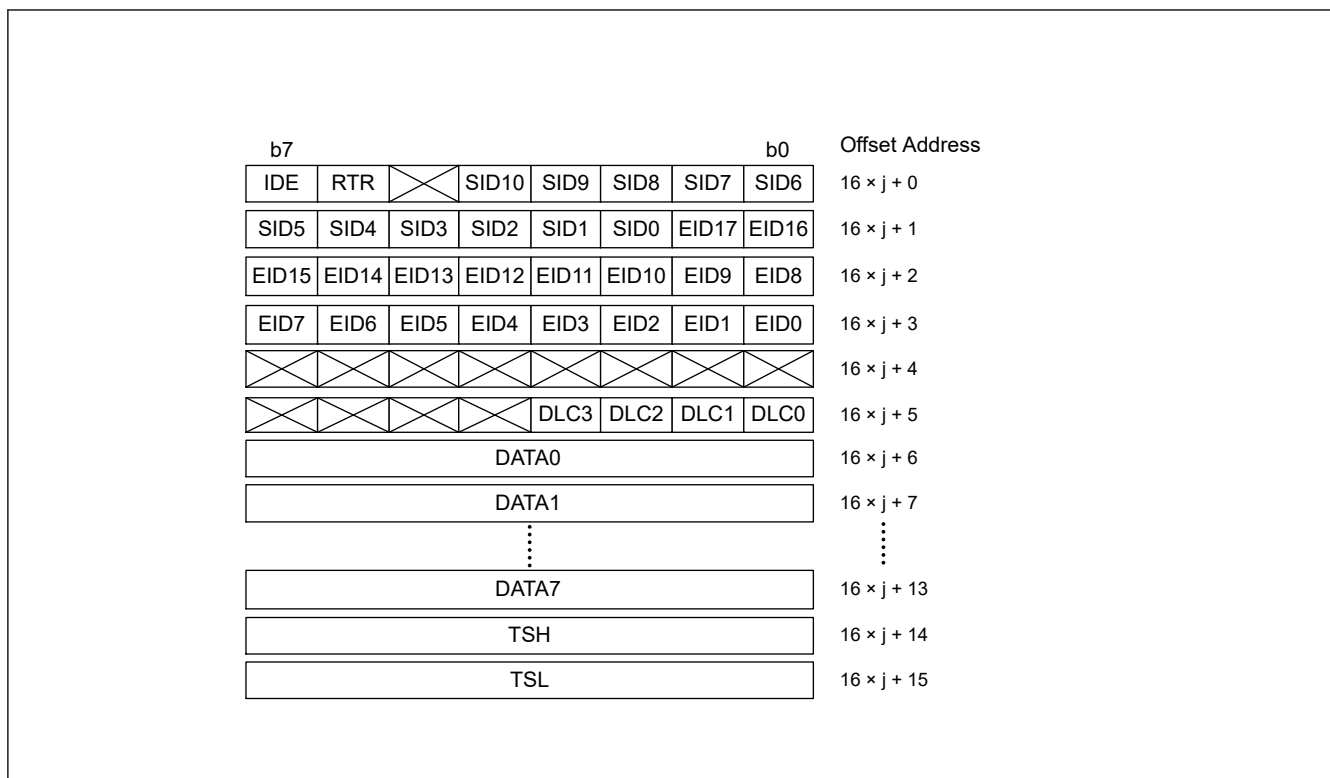 b7 b0 Offset Address
IDE RTR SID10 SID9 SID8 SID7 SID6 16 × j + 0
SID5 SID4 SID3 SID2 SID1 SID0 EID17 EID16 16 × j + 1
EID15 EID14 EID13 EID12 EID11 EID10 EID9 EID8 16 × j + 2
EID7 EID6 EID5 EID4 EID3 EID2 EID1 EID0 16 × j + 3
16 × j + 4
DLC3 DLC2 DLC1 DLC0 16 × j + 5
DATA0 16 × j + 6
DATA1 16 × j + 7
DATA7 16 × j + 13
TSH 16 × j + 14
TSL 16 × j + 15